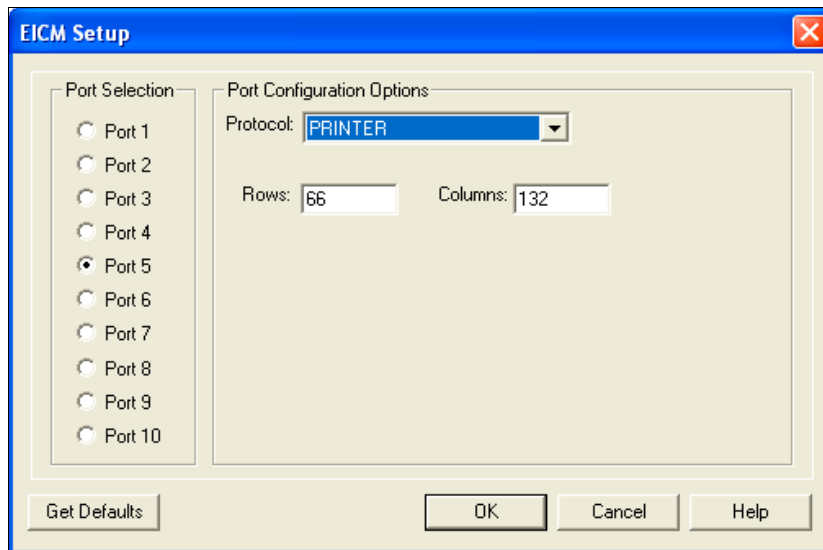 EICM Setup
Port Selection
Port 1
Port 2
Port 3
Port 4
Port 5
Port 6
Port 7
Port 8
Port 9
Port 10
Port Configuration Options
Protocol: PRINTER
Rows: 66 Columns: 132
Get Defaults OK Cancel Help